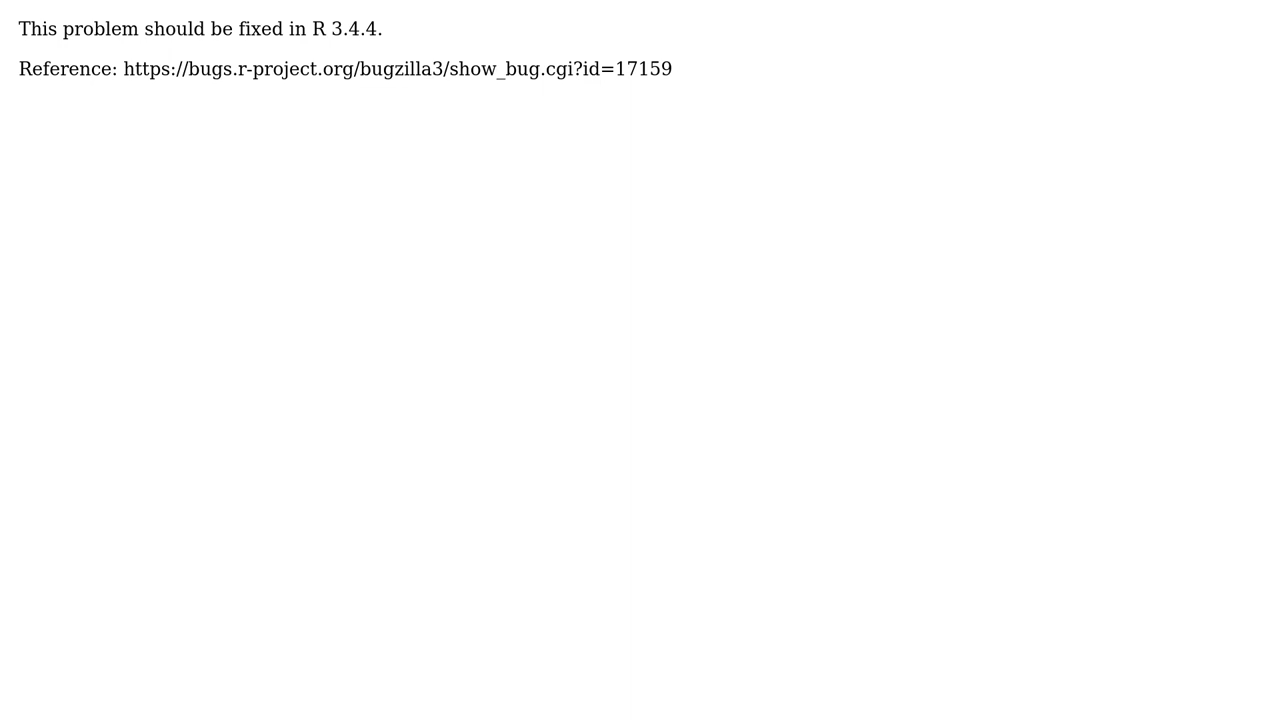 This problem should be fixed in R 3.4.4.
Reference: https://bugs.r-project.org/bugzilla3/show_bug.cgi?id=17159